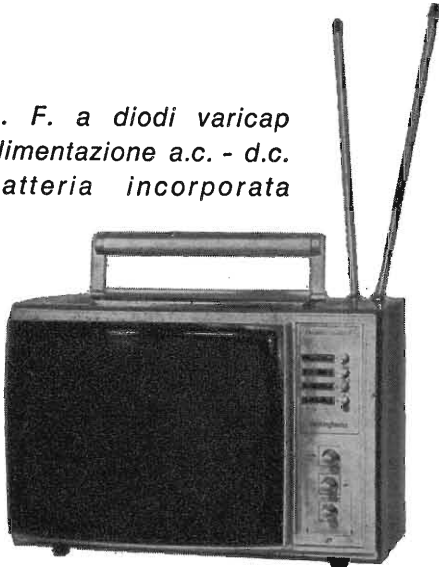 . F. a diodi varicap
limentazione a.c. - d.c.
atteria incorporata